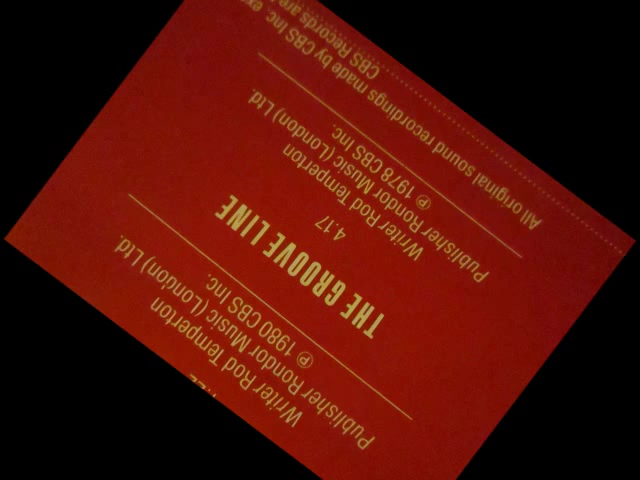 Writer Rod Temperton
Publisher Rondor Music (London) Ltd.
℗ 1980 CBS Inc.
THE GROOVE LINE
4.17
Writer Rod Temperton
Publisher Rondor Music (London) Ltd.
℗ 1978 CBS Inc.
All original sound recordings made by CBS Inc.
CBS Records are